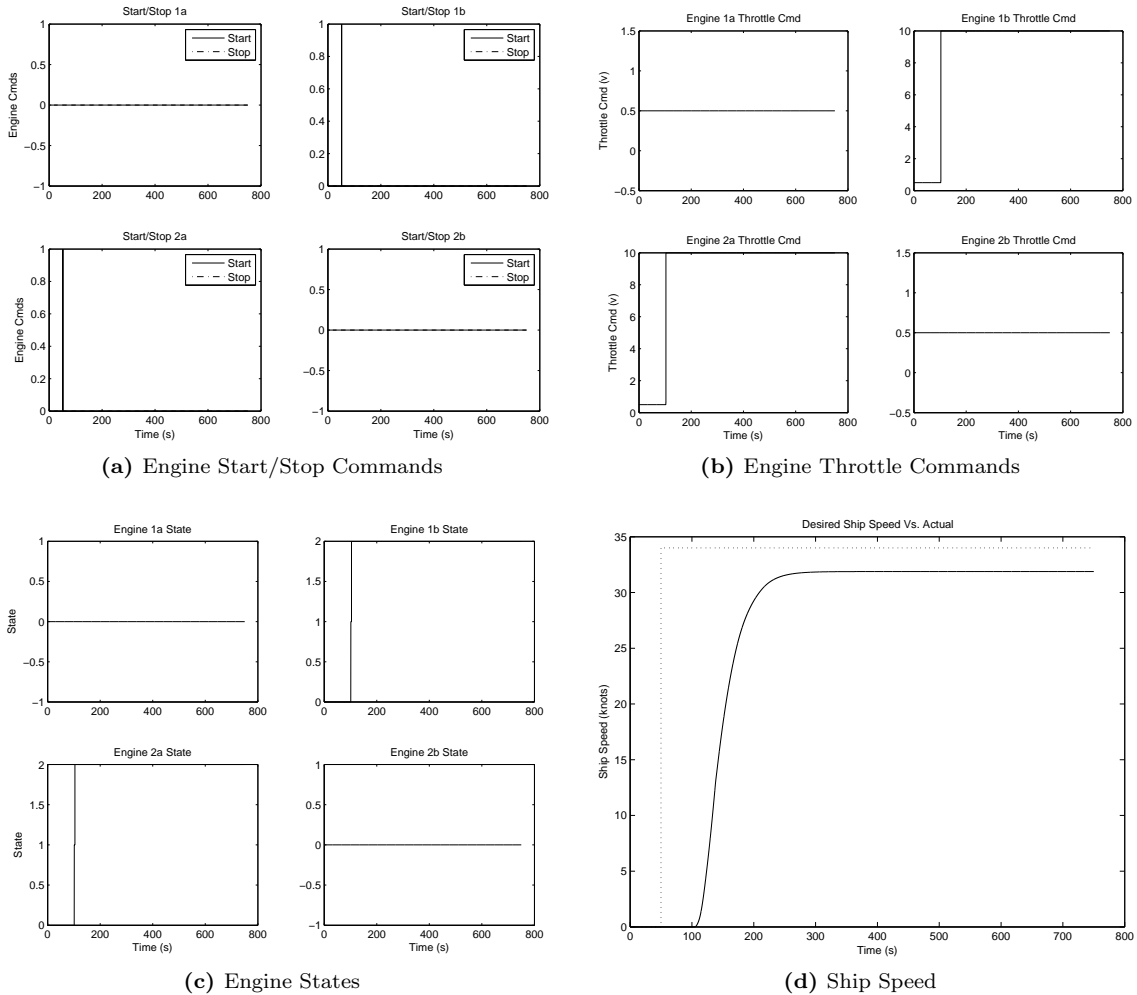 Start/Stop 1a
1
0.5
0
−0.5
−1
Engine Cmds
0 200 400 600 800
Start
Stop
Start/Stop 1b
1
0.8
0.6
0.4
0.2
0
0 200 400 600 800
Start
Stop
Start/Stop 2a
1
0.8
0.6
0.4
0.2
0
Engine Cmds
0 200 400 600 800
Time (s)
Start
Stop
Start/Stop 2b
1
0.5
0
−0.5
−1
0 200 400 600 800
Time (s)
Start
Stop
(a) Engine Start/Stop Commands
Engine 1a Throttle Cmd
1.5
1
0.5
0
−0.5
Throttle Cmd (v)
0 200 400 600 800
Engine 1b Throttle Cmd
10
8
6
4
2
0
0 200 400 600 800
Engine 2a Throttle Cmd
10
8
6
4
2
0
Throttle Cmd (v)
0 200 400 600 800
Time (s)
Engine 2b Throttle Cmd
1.5
1
0.5
0
−0.5
0 200 400 600 800
Time (s)
(b) Engine Throttle Commands
Engine 1a State
1
0.5
0
−0.5
−1
State
0 200 400 600 800
Engine 1b State
2
1.5
1
0.5
0
0 200 400 600 800
Engine 2a State
2
1.5
1
0.5
0
State
0 200 400 600 800
Time (s)
Engine 2b State
1
0.5
0
−0.5
−1
0 200 400 600 800
Time (s)
(c) Engine States
Desired Ship Speed Vs. Actual
35
30
25
20
15
10
5
0
Ship Speed (knots)
0 100 200 300 400 500 600 700 800
Time (s)
(d) Ship Speed